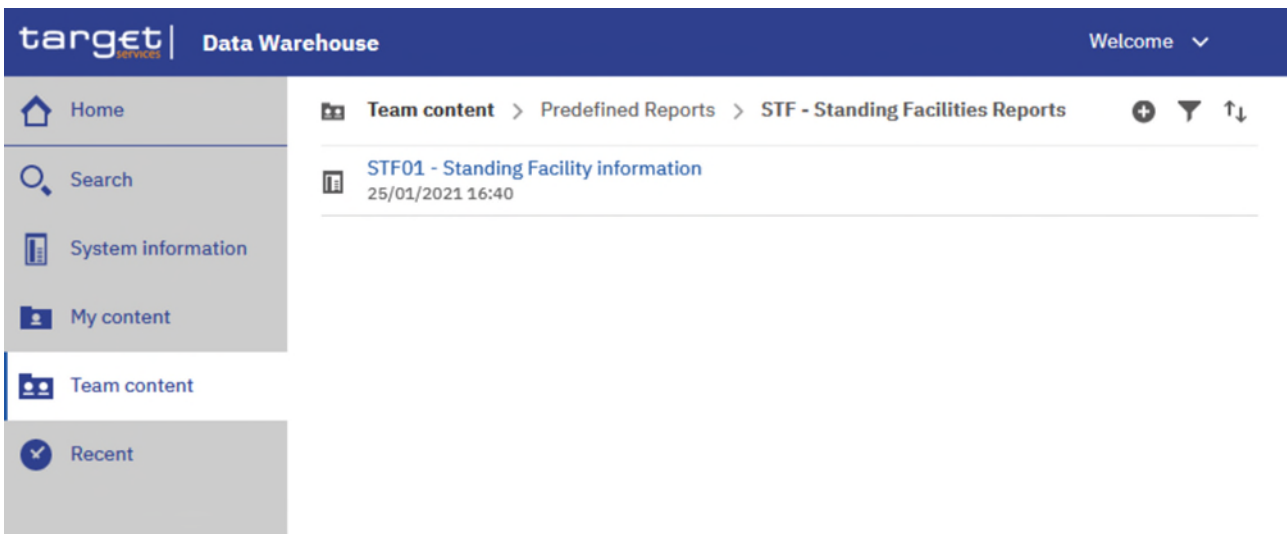 target| Data Warehouse Welcome
services
Home
Team content > Predefined Reports > STF - Standing Facilities Reports
Search
STF01 - Standing Facility information
25/01/2021 16:40
System information
My content
Team content
Recent